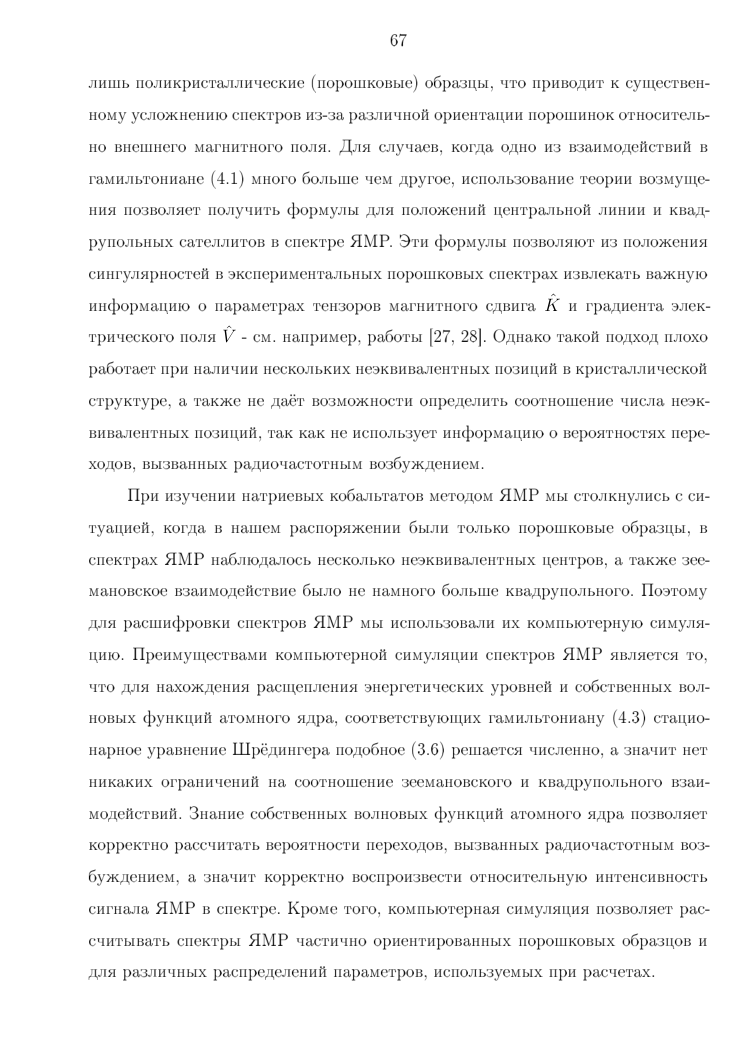 67
лишь поликристаллические (порошковые) образцы, что приводит к существен-
ному усложнению спектров из-за различной ориентации порошинок относитель-
но внешнего магнитного поля. Для случаев, когда одно из взаимодействий в
гамильтониане (4.1) много больше чем другое, использование теории возмуще-
ния позволяет получить формулы для положений центральной линии и квад-
рупольных сателлитов в спектре ЯМР. Эти формулы позволяют из положения
сингулярностей в экспериментальных порошковых спектрах извлекать важную
информацию о параметрах тензоров магнитного сдвига K̂ и градиента элек-
трического поля V̂ - см. например, работы [27, 28]. Однако такой подход плохо
работает при наличии нескольких неэквивалентных позиций в кристаллической
структуре, а также не даёт возможности определить соотношение числа неэк-
вивалентных позиций, так как не использует информацию о вероятностях пере-
ходов, вызванных радиочастотным возбуждением.
При изучении натриевых кобальтатов методом ЯМР мы столкнулись с си-
туацией, когда в нашем распоряжении были только порошковые образцы, в
спектрах ЯМР наблюдалось несколько неэквивалентных центров, а также зее-
мановское взаимодействие было не намного больше квадрупольного. Поэтому
для расшифровки спектров ЯМР мы использовали их компьютерную симуля-
цию. Преимуществами компьютерной симуляции спектров ЯМР является то,
что для нахождения расщепления энергетических уровней и собственных вол-
новых функций атомного ядра, соответствующих гамильтониану (4.3) стацио-
нарное уравнение Шрёдингера подобное (3.6) решается численно, а значит нет
никаких ограничений на соотношение зеемановского и квадрупольного взаи-
модействий. Знание собственных волновых функций атомного ядра позволяет
корректно рассчитать вероятности переходов, вызванных радиочастотным воз-
буждением, а значит корректно воспроизвести относительную интенсивность
сигнала ЯМР в спектре. Кроме того, компьютерная симуляция позволяет рас-
считывать спектры ЯМР частично ориентированных порошковых образцов и
для различных распределений параметров, используемых при расчетах.